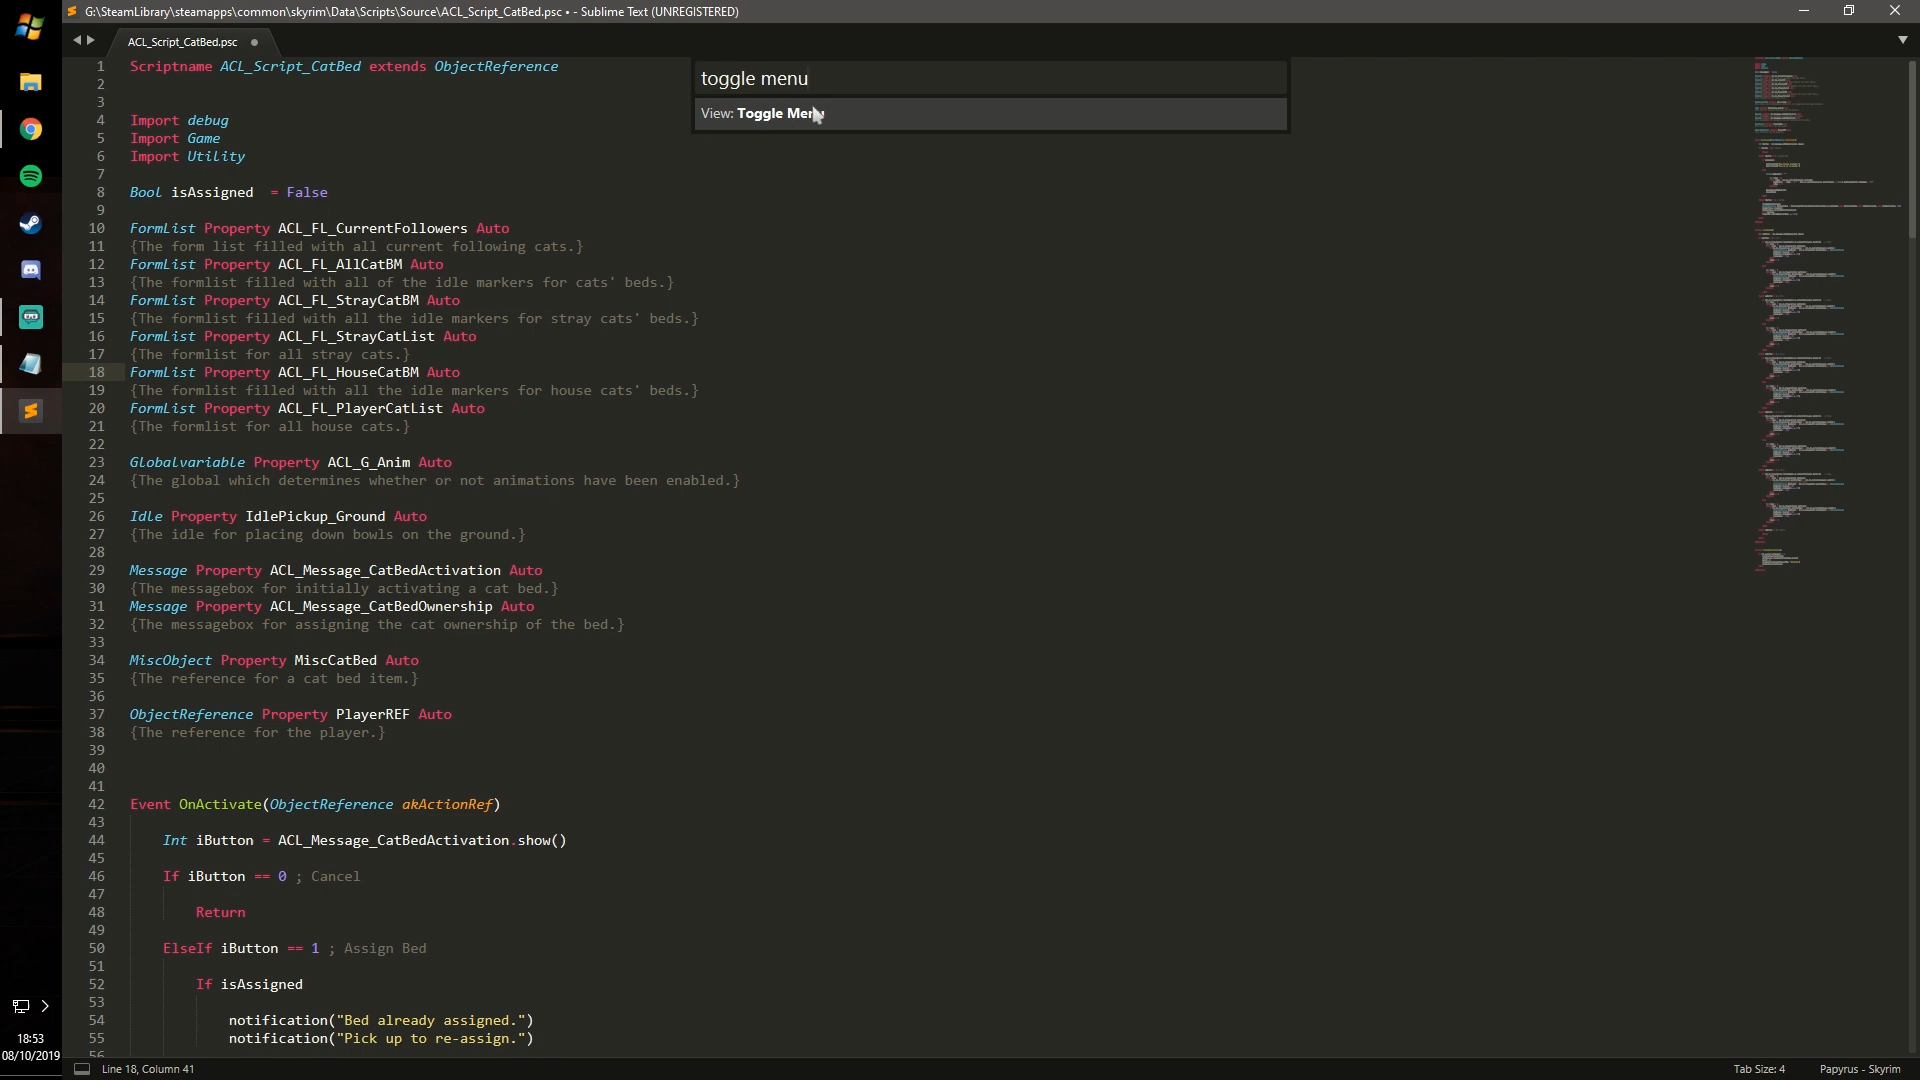 G:\SteamLibrary\steamapps\common\skyrim\Data\Scripts\Source\ACL_Script_CatBed.psc • - Sublime Text (UNREGISTERED)
ACL_Script_CatBed.psc
toggle menu
View: Toggle Menu
1 Scriptname ACL_Script_CatBed extends ObjectReference
2
3
4 Import debug
5 Import Game
6 Import Utility
7
8 Bool isAssigned = False
9
10 FormList Property ACL_FL_CurrentFollowers Auto
11 {The form list filled with all current following cats.}
12 FormList Property ACL_FL_AllCatBM Auto
13 {The formlist filled with all of the idle markers for cats' beds.}
14 FormList Property ACL_FL_StrayCatBM Auto
15 {The formlist filled with all the idle markers for stray cats' beds.}
16 FormList Property ACL_FL_StrayCatList Auto
17 {The formlist for all stray cats.}
18 FormList Property ACL_FL_HouseCatBM Auto
19 {The formlist filled with all the idle markers for house cats' beds.}
20 FormList Property ACL_FL_PlayerCatList Auto
21 {The formlist for all house cats.}
22
23 Globalvariable Property ACL_G_Anim Auto
24 {The global which determines whether or not animations have been enabled.}
25
26 Idle Property IdlePickup_Ground Auto
27 {The idle for placing down bowls on the ground.}
28
29 Message Property ACL_Message_CatBedActivation Auto
30 {The messagebox for initially activating a cat bed.}
31 Message Property ACL_Message_CatBedOwnership Auto
32 {The messagebox for assigning the cat ownership of the bed.}
33
34 MiscObject Property MiscCatBed Auto
35 {The reference for a cat bed item.}
36
37 ObjectReference Property PlayerREF Auto
38 {The reference for the player.}
39
40
41
42 Event OnActivate(ObjectReference akActionRef)
43
44 Int iButton = ACL_Message_CatBedActivation.show()
45
46 If iButton == 0 ; Cancel
47
48 Return
49
50 ElseIf iButton == 1 ; Assign Bed
51
52 If isAssigned
53
54 notification("Bed already assigned.")
55 notification("Pick up to re-assign.")
56
18:53
08/10/2019
Line 18, Column 41
Tab Size: 4
Papyrus - Skyrim